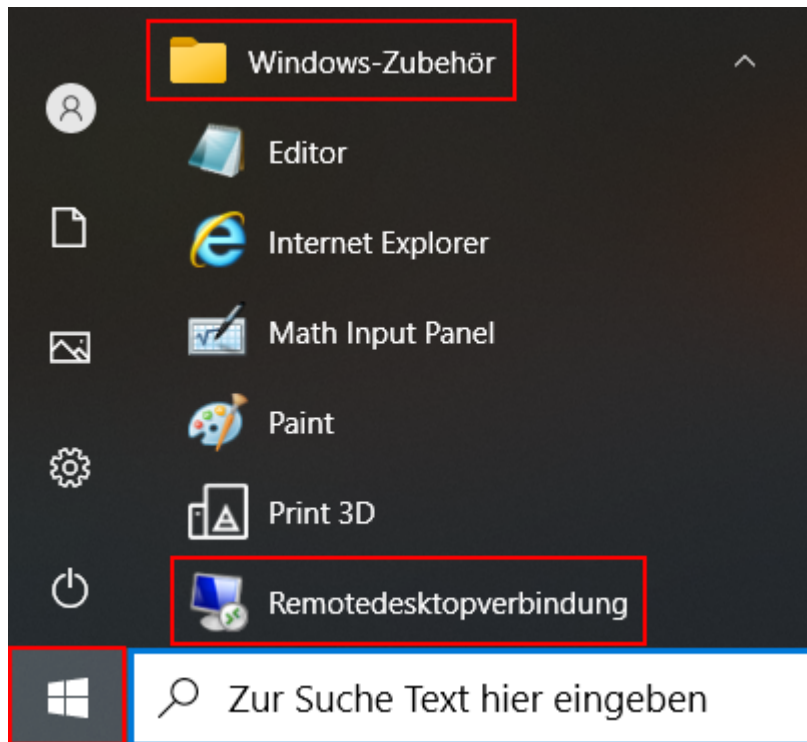 Windows-Zubehör
Editor
Internet Explorer
Math Input Panel
Paint
Print 3D
Remotedesktopverbindung
Zur Suche Text hier eingeben